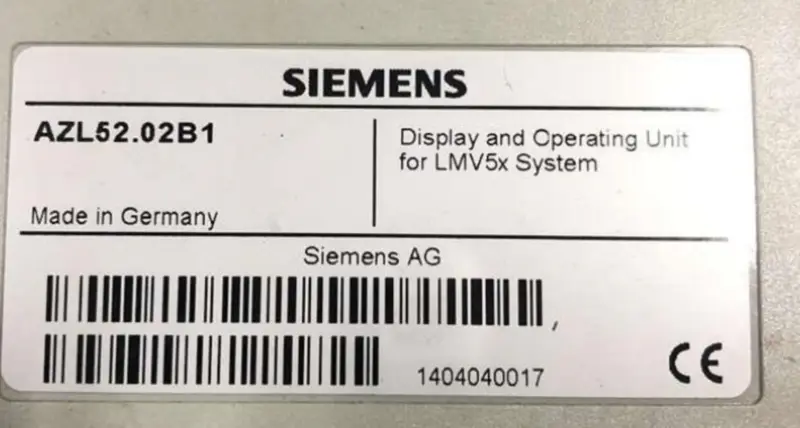 SIEMENS
AZL52.02B1
Display and Operating Unit
for LMV5x System
Made in Germany
Siemens AG
,
1404040017
CE